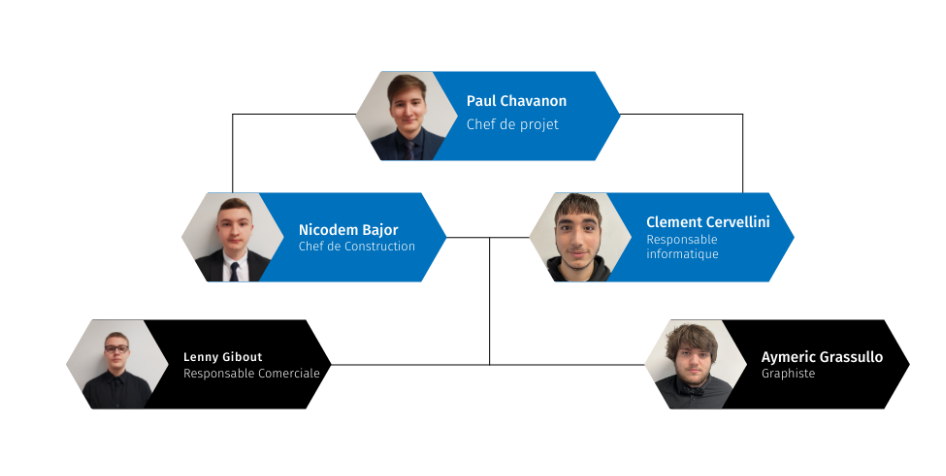 Paul Chavanon
Chef de projet
Nicodem Bajor
Chef de Construction
Clement Cervellini
Responsable
informatique
Lenny Gibout
Responsable Comerciale
Aymeric Grassullo
Graphiste